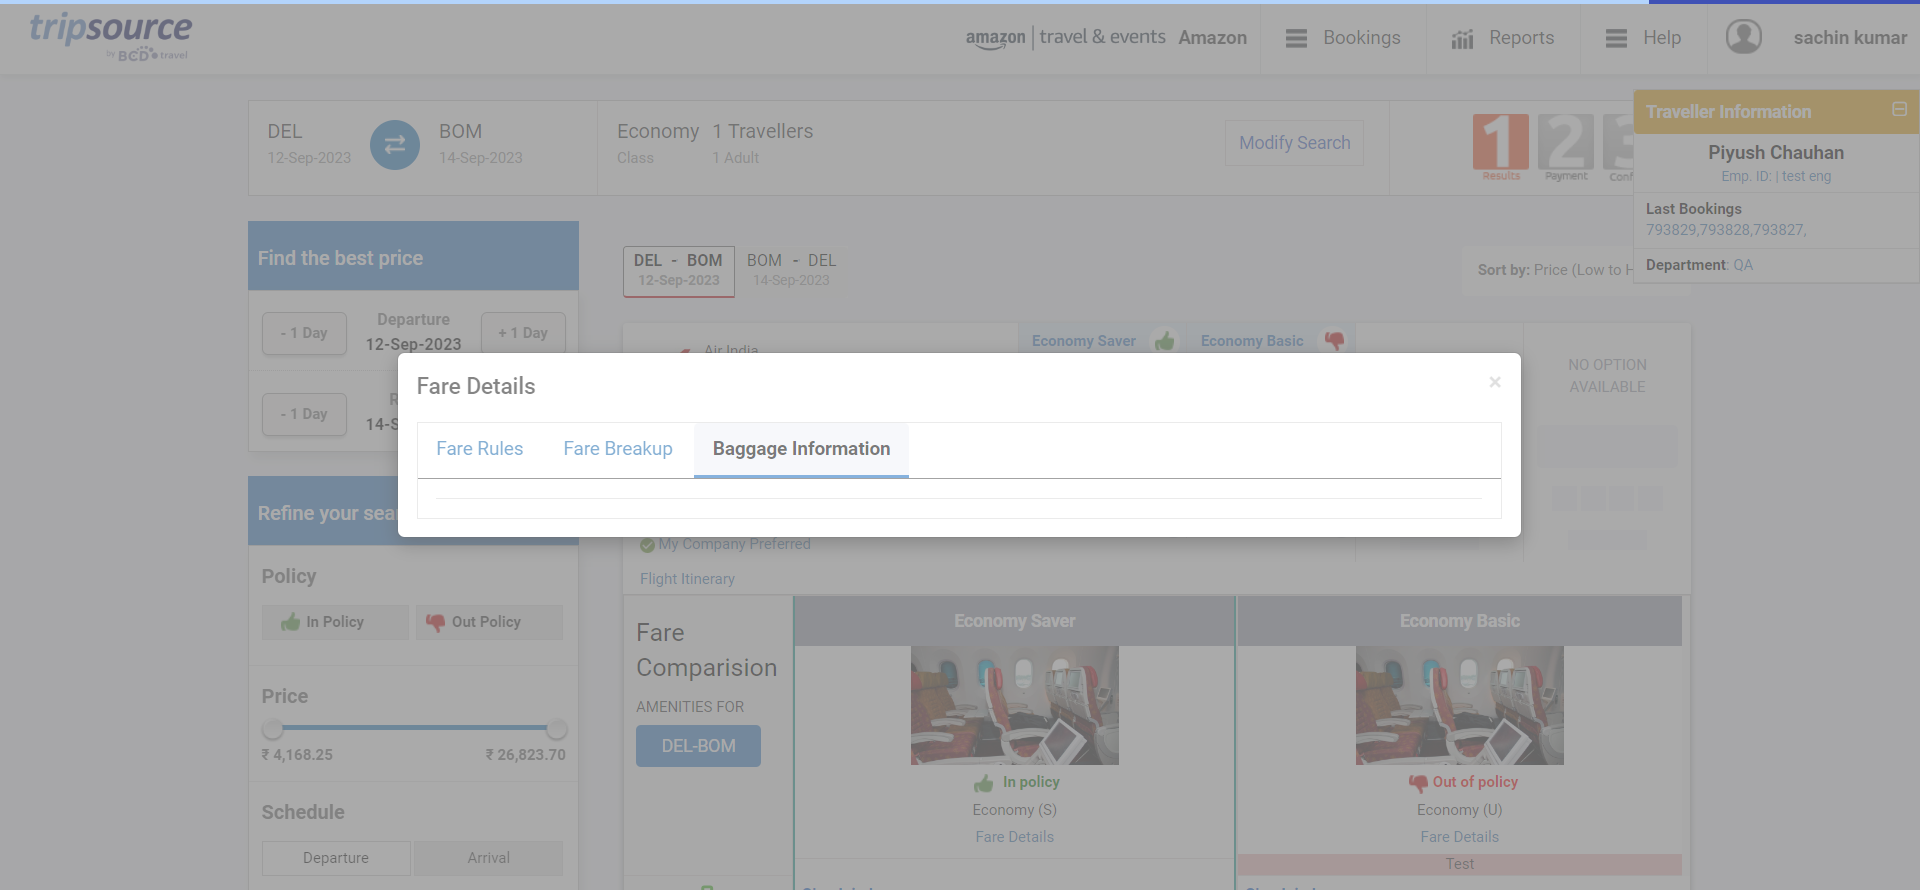 tripsource
by BCD travel
amazon | travel & events Amazon
Bookings
Reports
Help
sachin kumar
DEL
12-Sep-2023
BOM
14-Sep-2023
Economy
Class
1 Travellers
1 Adult
Modify Search
1 2 3
Results Payment Conf
Traveller Information
Piyush Chauhan
Emp. ID: | test eng
Last Bookings
793829,793828,793827,
Department: QA
Find the best price
- 1 Day
Departure
12-Sep-2023
+ 1 Day
- 1 Day
R
14-S
DEL - BOM
12-Sep-2023
BOM - DEL
14-Sep-2023
Sort by: Price (Low to H
Air India
Economy Saver
Economy Basic
NO OPTION
AVAILABLE
Fare Details
×
Fare Rules
Fare Breakup
Baggage Information
Refine your sea
My Company Preferred
Flight Itinerary
Policy
In Policy
Out Policy
Price
₹ 4,168.25
₹ 26,823.70
Schedule
Departure
Arrival
Fare
Comparision
AMENITIES FOR
DEL-BOM
Economy Saver
In policy
Economy (S)
Fare Details
Economy Basic
Out of policy
Economy (U)
Fare Details
Test